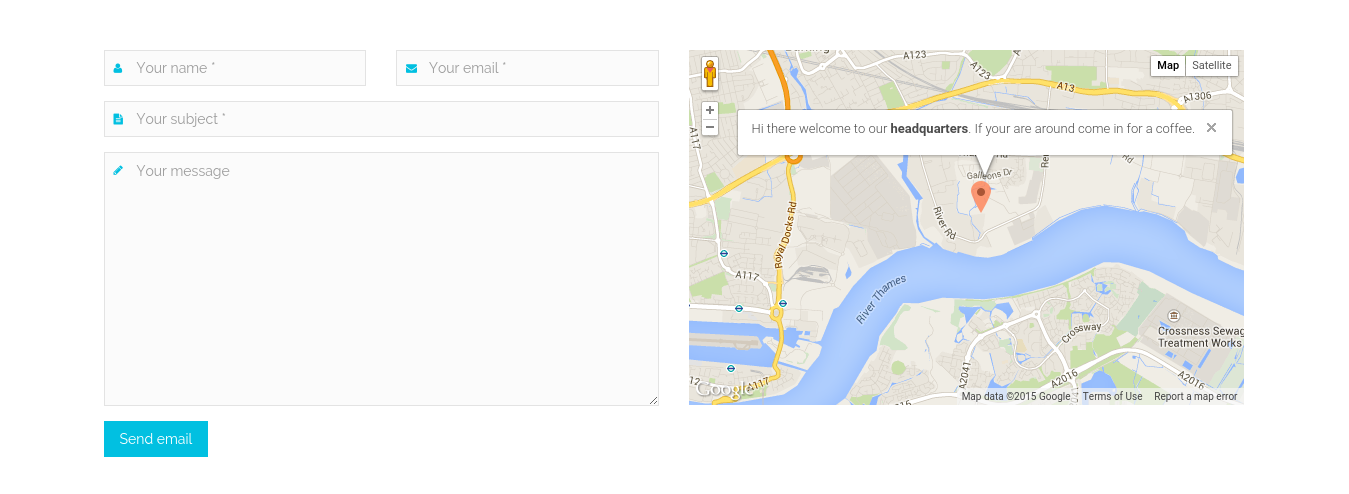 Your name *
Your email *
Your subject *
Your message
Send email
A123
A123
A13
A1306
Map
Satellite
+
−
Hi there welcome to our headquarters. If your are around come in for a coffee.
A117
Gallions Dr
River Rd
Royal Docks Rd
A117
River Thames
Crossway
Crossness Sewag
Treatment Works
A2041
A2016
A2016
A117
Google
Map data ©2015 Google
Terms of Use
Report a map error